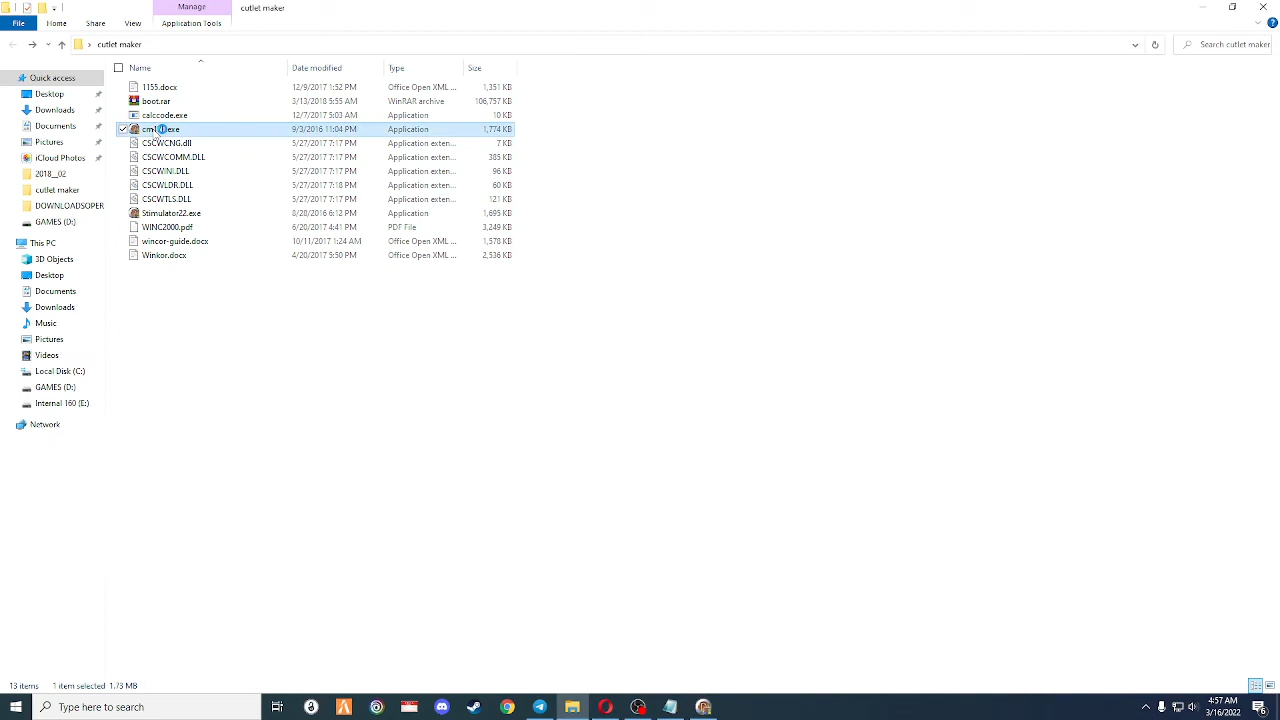 Manage
cutlet maker
File
Home
Share
View
Application Tools
cutlet maker
Search cutlet maker
Name
Date modified
Type
Size
Quick access
Desktop
Downloads
Documents
Pictures
iCloud Photos
2018__02
cutlet maker
DOWNLOADSOPER
GAMES (D:)
This PC
3D Objects
Desktop
Documents
Downloads
Music
Pictures
Videos
Local Disk (C:)
GAMES (D:)
Internal 160 (E:)
Network
1155.docx 12/9/2017 1:52 PM Office Open XML ... 1,351 KB
boot.rar 3/13/2018 5:55 AM WinRAR archive 106,757 KB
calccode.exe 12/7/2017 5:03 AM Application 10 KB
9/3/2016 11:04 PM Application 1,774 KB
CSCWCNG.dll 5/27/2017 7:17 PM Application exten... 7 KB
CSCWCOMM.DLL 5/27/2017 7:17 PM Application exten... 385 KB
CSCWINI.DLL 5/27/2017 7:17 PM Application exten... 96 KB
CSCWLDR.DLL 5/27/2017 7:18 PM Application exten... 60 KB
CSCWTLS.DLL 5/27/2017 7:17 PM Application exten... 121 KB
Stimulator22.exe 8/28/2016 6:12 PM Application 1,695 KB
WINC2000.pdf 6/20/2017 4:41 PM PDF File 3,249 KB
wincor-guide.docx 10/11/2017 1:24 AM Office Open XML ... 1,578 KB
Winkor.docx 4/20/2017 5:50 PM Office Open XML ... 2,536 KB
13 items 1 item selected 1.73 MB
Type here to search
4:57 AM
3/16/2022